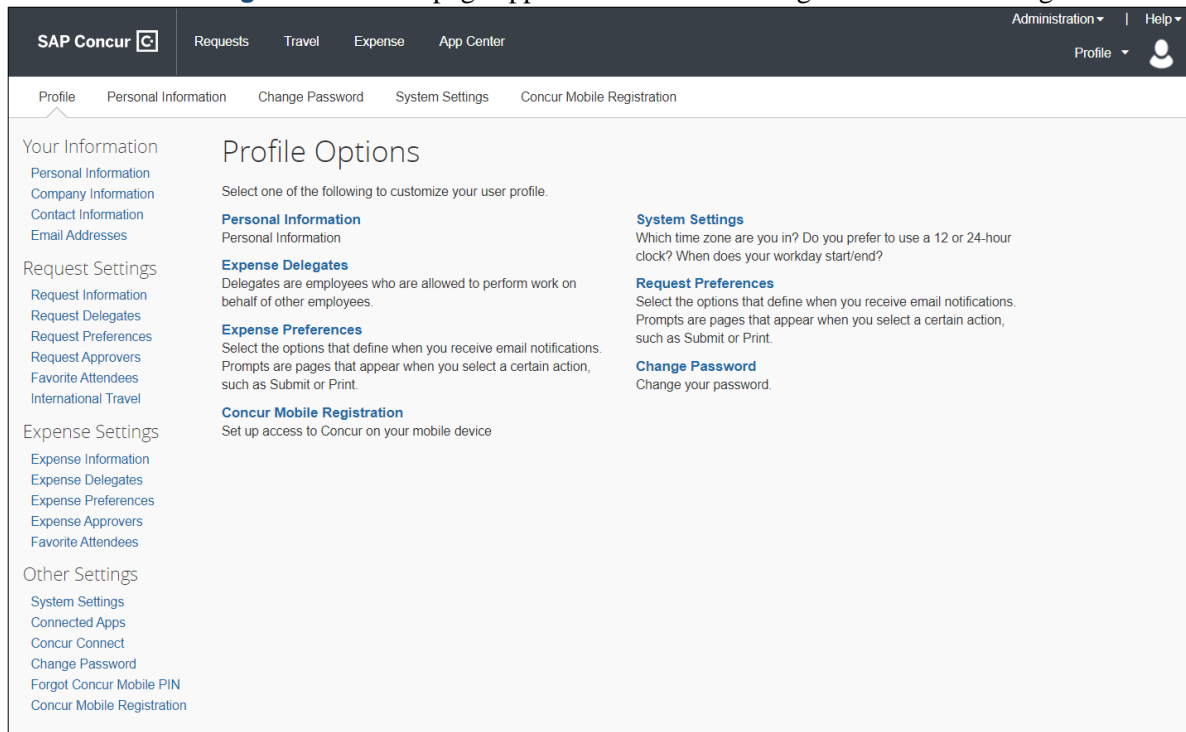 Administration | Help
SAP Concur C Requests Travel Expense App Center
Profile
Profile Personal Information Change Password System Settings Concur Mobile Registration
Your Information
Personal Information
Company Information
Contact Information
Email Addresses
Request Settings
Request Information
Request Delegates
Request Preferences
Request Approvers
Favorite Attendees
International Travel
Expense Settings
Expense Information
Expense Delegates
Expense Preferences
Expense Approvers
Favorite Attendees
Other Settings
System Settings
Connected Apps
Concur Connect
Change Password
Forgot Concur Mobile PIN
Concur Mobile Registration
Profile Options
Select one of the following to customize your user profile.
Personal Information
Personal Information
Expense Delegates
Delegates are employees who are allowed to perform work on
behalf of other employees.
Expense Preferences
Select the options that define when you receive email notifications.
Prompts are pages that appear when you select a certain action,
such as Submit or Print.
Concur Mobile Registration
Set up access to Concur on your mobile device
System Settings
Which time zone are you in? Do you prefer to use a 12 or 24-hour
clock? When does your workday start/end?
Request Preferences
Select the options that define when you receive email notifications.
Prompts are pages that appear when you select a certain action,
such as Submit or Print.
Change Password
Change your password.